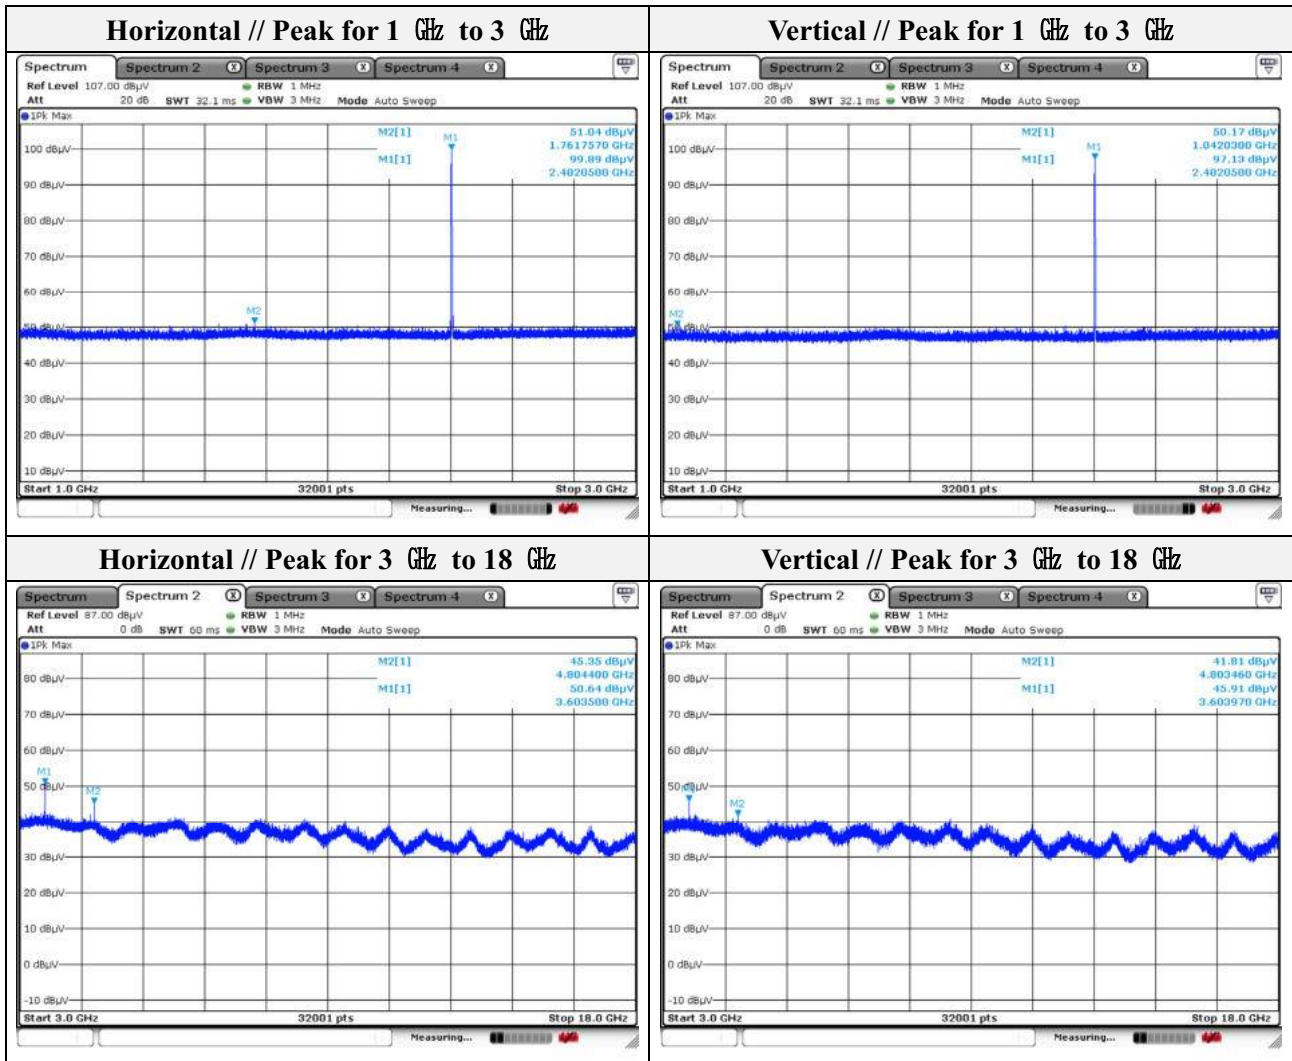 Horizontal // Peak for 1 ㎓ to 3 ㎓
Vertical // Peak for 1 ㎓ to 3 ㎓
Spectrum Spectrum 2 X Spectrum 3 X Spectrum 4 X
Ref Level 107.00 dBµV RBW 1 MHz
Att 20 dB SWT 32.1 ms VBW 3 MHz Mode Auto Sweep
1Pk Max
M2[1] 51.04 dBµV
1.7617570 GHz
M1[1] 99.89 dBµV
2.4020500 GHz
M1
100 dBµV
90 dBµV
80 dBµV
70 dBµV
60 dBµV
M2
50 dBµV
40 dBµV
30 dBµV
20 dBµV
10 dBµV
Start 1.0 GHz 32001 pts Stop 3.0 GHz
Measuring...
Spectrum Spectrum 2 X Spectrum 3 X Spectrum 4 X
Ref Level 107.00 dBµV RBW 1 MHz
Att 20 dB SWT 32.1 ms VBW 3 MHz Mode Auto Sweep
1Pk Max
M2[1] 50.17 dBµV
1.0420300 GHz
M1[1] 97.13 dBµV
2.4020500 GHz
M1
100 dBµV
90 dBµV
80 dBµV
70 dBµV
60 dBµV
M2
50 dBµV
40 dBµV
30 dBµV
20 dBµV
10 dBµV
Start 1.0 GHz 32001 pts Stop 3.0 GHz
Measuring...
Horizontal // Peak for 3 ㎓ to 18 ㎓
Vertical // Peak for 3 ㎓ to 18 ㎓
Spectrum Spectrum 2 X Spectrum 3 X Spectrum 4 X
Ref Level 87.00 dBµV RBW 1 MHz
Att 0 dB SWT 60 ms VBW 3 MHz Mode Auto Sweep
1Pk Max
M2[1] 45.35 dBµV
4.804400 GHz
M1[1] 50.64 dBµV
3.603500 GHz
80 dBµV
70 dBµV
60 dBµV
M1
50 dBµV
M2
30 dBµV
20 dBµV
10 dBµV
0 dBµV
-10 dBµV
Start 3.0 GHz 32001 pts Stop 18.0 GHz
Measuring...
Spectrum Spectrum 2 X Spectrum 3 X Spectrum 4 X
Ref Level 87.00 dBµV RBW 1 MHz
Att 0 dB SWT 60 ms VBW 3 MHz Mode Auto Sweep
1Pk Max
M2[1] 41.81 dBµV
4.803460 GHz
M1[1] 45.91 dBµV
3.603970 GHz
80 dBµV
70 dBµV
60 dBµV
50 dBµV
M2
30 dBµV
20 dBµV
10 dBµV
0 dBµV
-10 dBµV
Start 3.0 GHz 32001 pts Stop 18.0 GHz
Measuring...